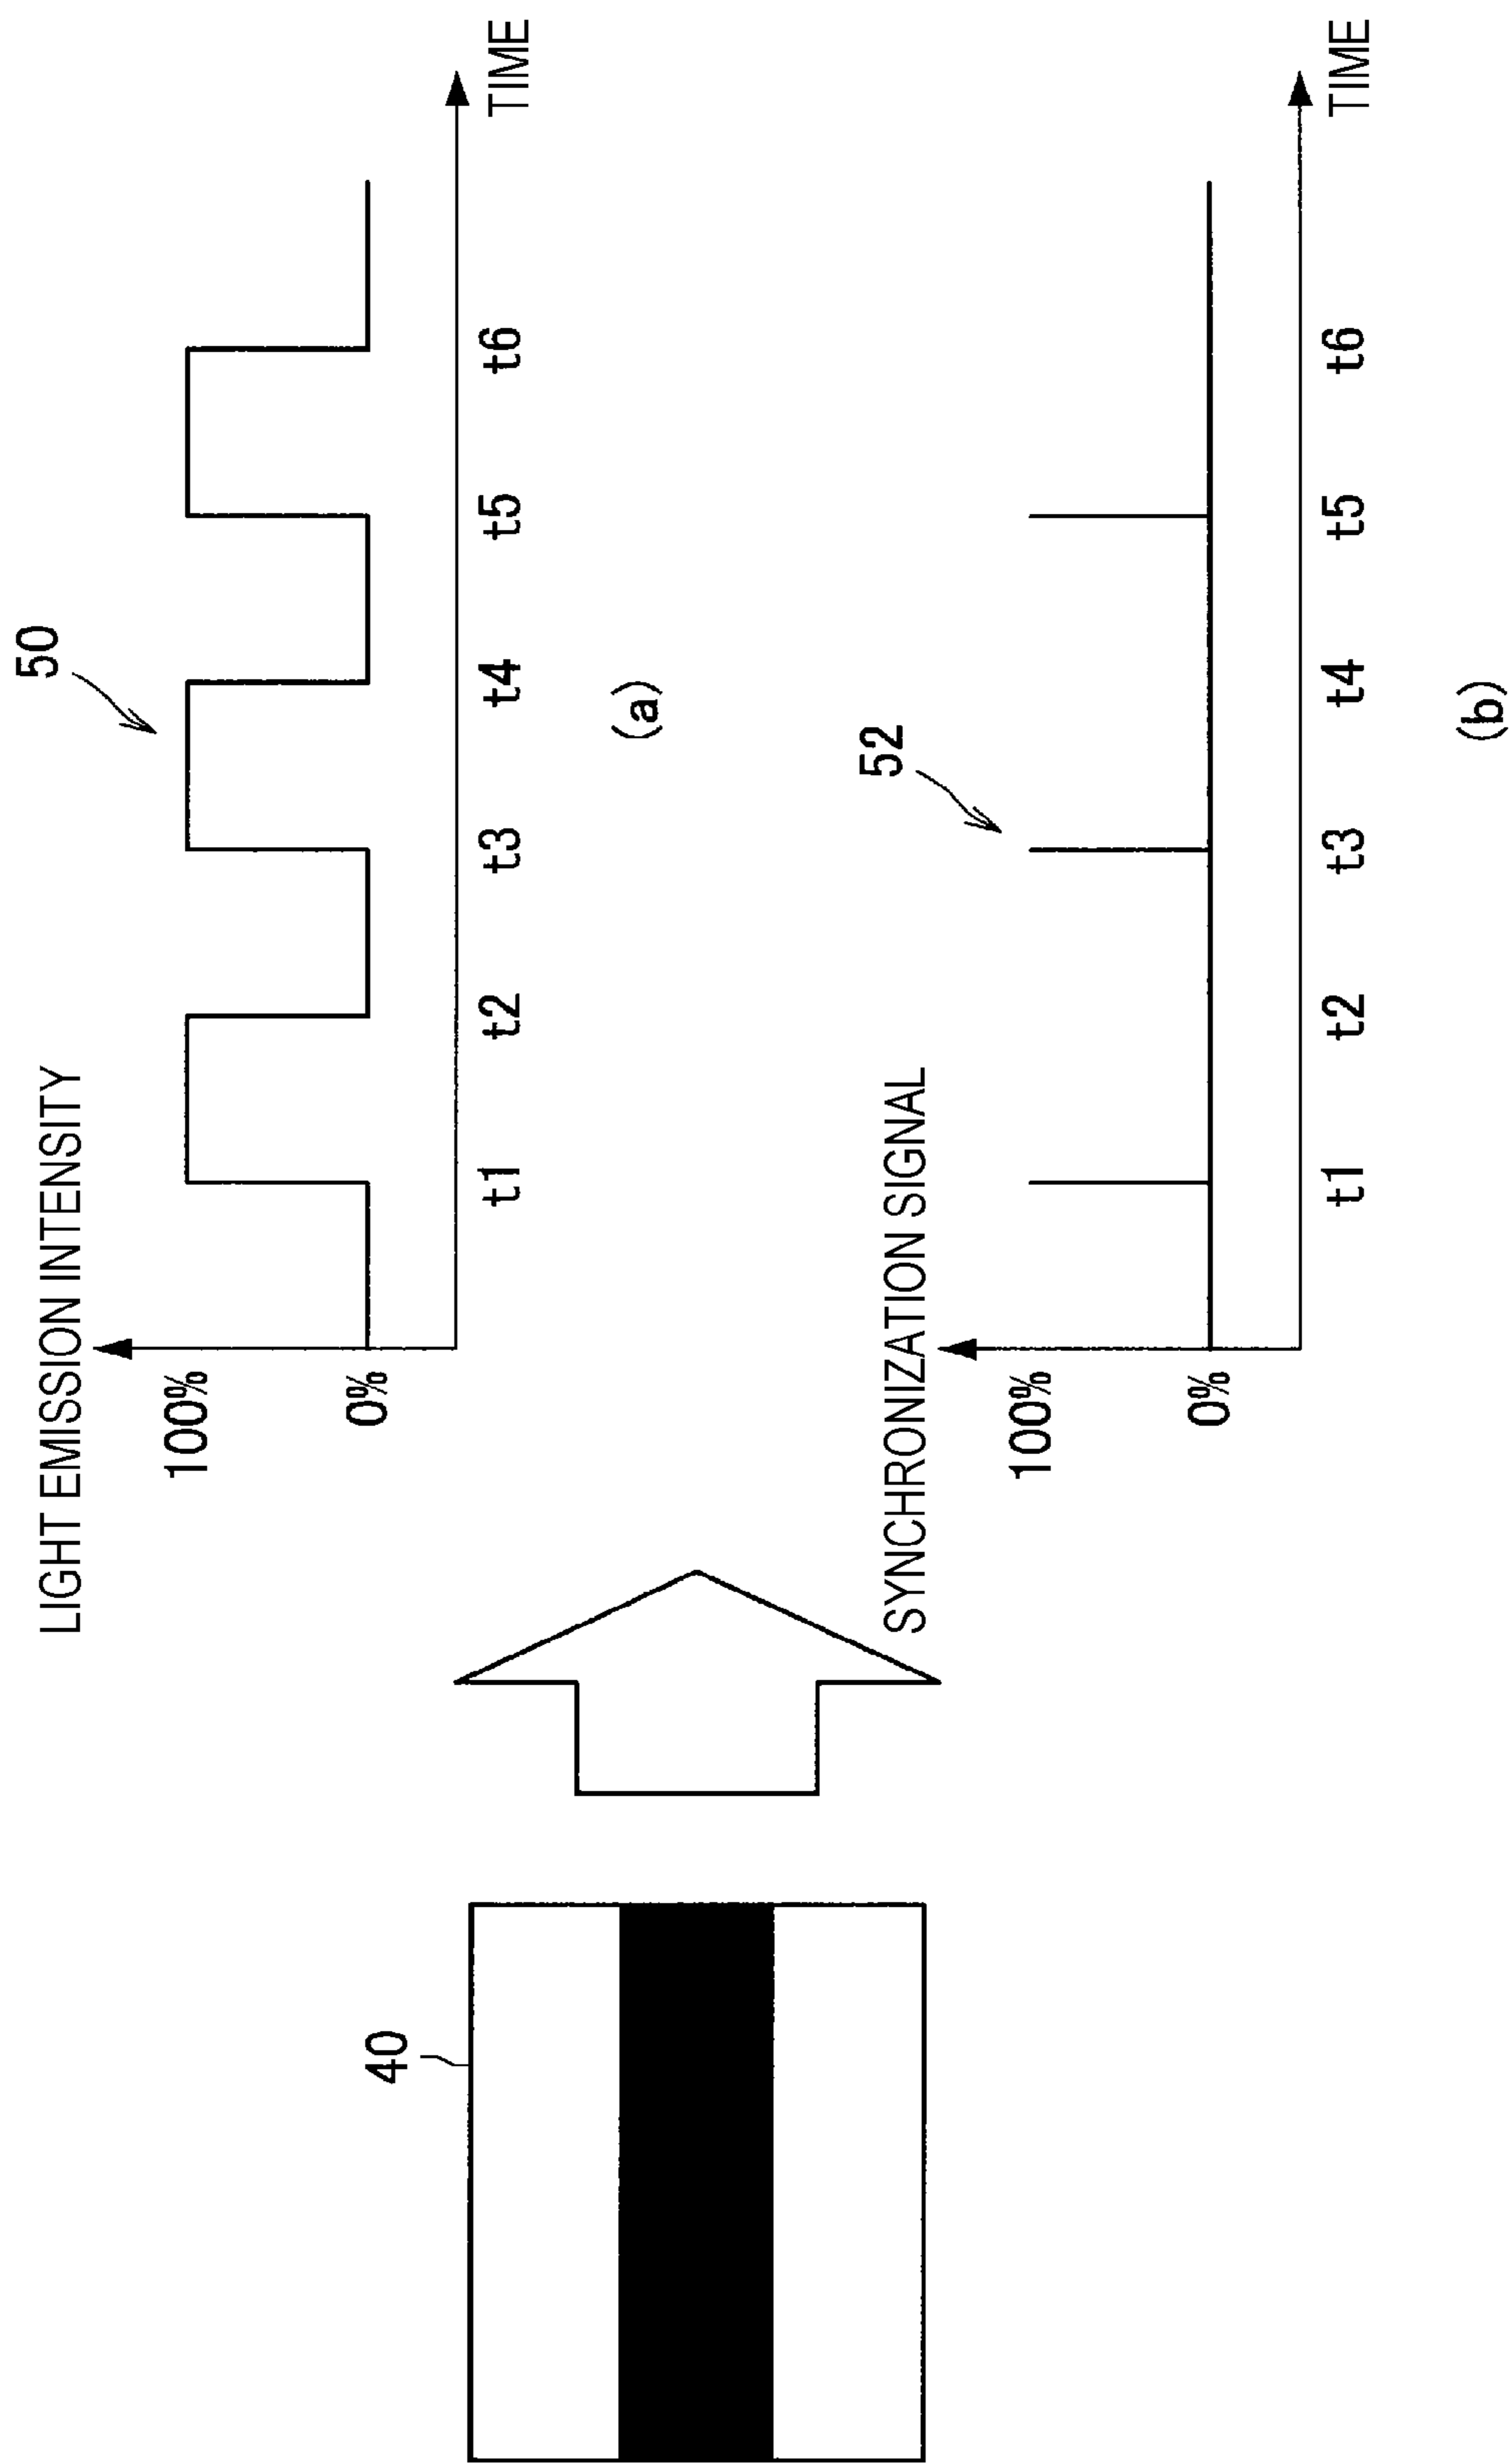 LIGHT EMISSION INTENSITY
50
100%
0%
t1 t2 t3 t4 t5 t6
TIME
(a)
40
SYNCHRONIZATION SIGNAL
52
100%
0%
t1 t2 t3 t4 t5 t6
TIME
(b)